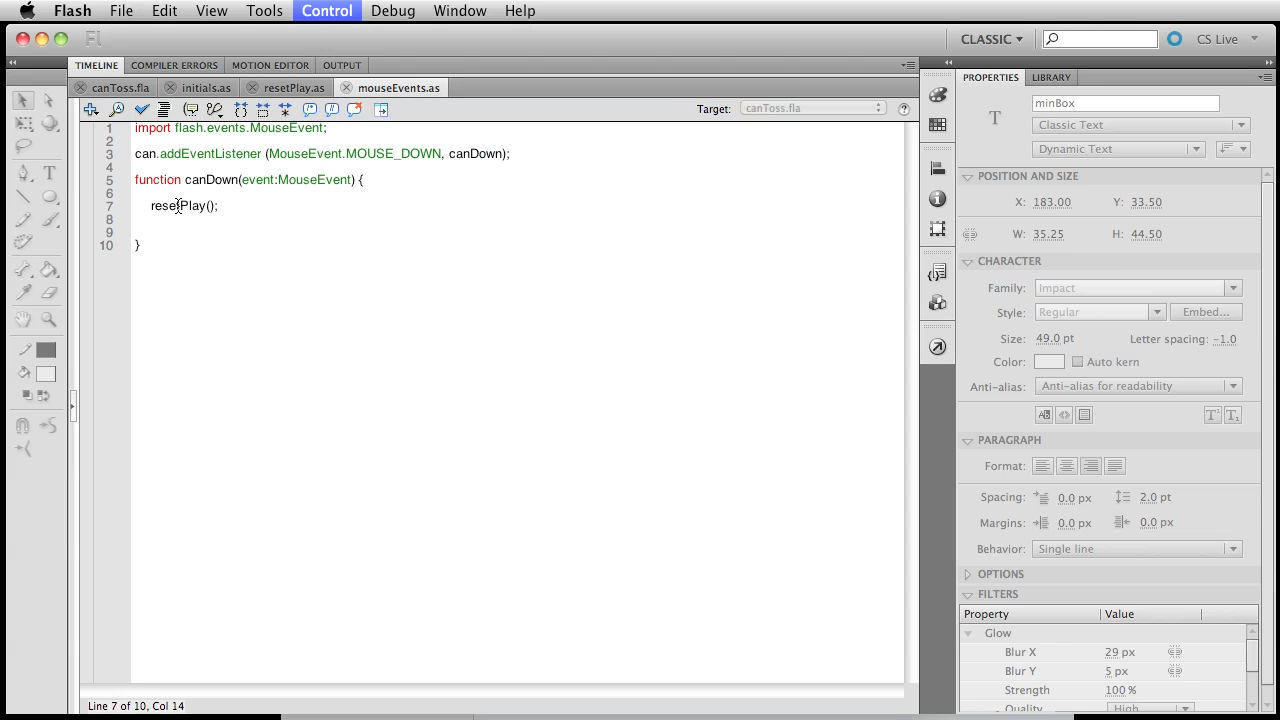 Flash File Edit View Tools Control Debug Window Help
Fl CLASSIC CS Live
TIMELINE COMPILER ERRORS MOTION EDITOR OUTPUT
PROPERTIES LIBRARY
canToss.fla initials.as resetPlay.as mouseEvents.as
Target: canToss.fla
1 import flash.events.MouseEvent;
2
3 can.addEventListener (MouseEvent.MOUSE_DOWN, canDown);
4
5 function canDown(event:MouseEvent) {
6
7 resetPlay();
8
9
10 }
Line 7 of 10, Col 14
T minBox
Classic Text
Dynamic Text
POSITION AND SIZE
X: 183.00 Y: 33.50
W: 35.25 H: 44.50
CHARACTER
Family: Impact
Style: Regular Embed...
Size: 49.0 pt Letter spacing: -1.0
Color: Auto kern
Anti-alias: Anti-alias for readability
PARAGRAPH
Format:
Spacing: 0.0 px 2.0 pt
Margins: 0.0 px 0.0 px
Behavior: Single line
OPTIONS
FILTERS
Property Value
Glow
Blur X 29 px
Blur Y 5 px
Strength 100 %
Quality High